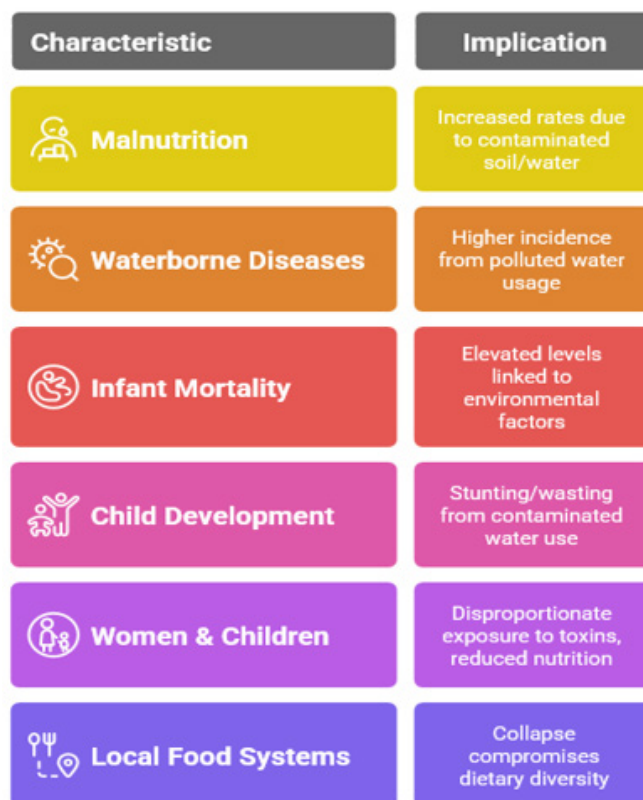 Characteristic
Implication
Malnutrition
Increased rates due
to contaminated
soil/water
Waterborne Diseases
Higher incidence
from polluted water
usage
Infant Mortality
Elevated levels
linked to
environmental
factors
Child Development
Stunting/wasting
from contaminated
water use
Women & Children
Disproportionate
exposure to toxins,
reduced nutrition
Local Food Systems
Collapse
compromises
dietary diversity